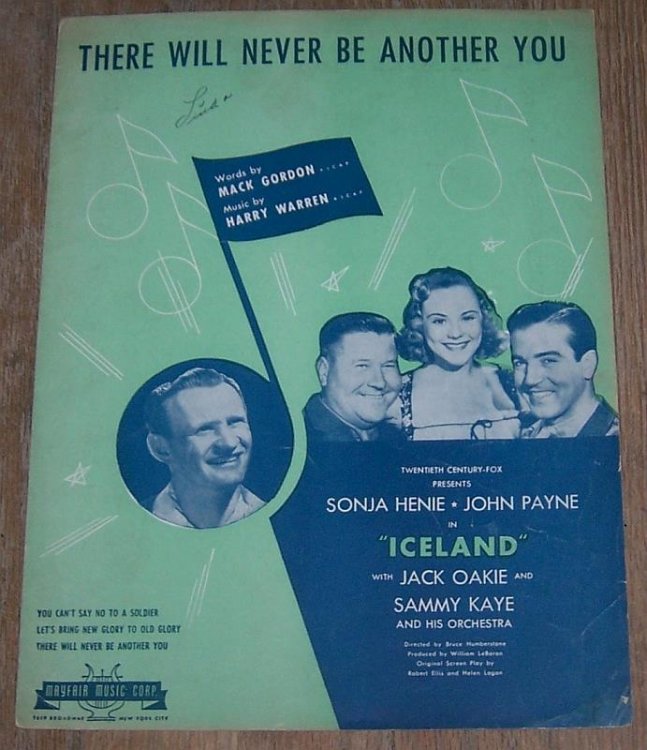 THERE WILL NEVER BE ANOTHER YOU
Linda
Words by
MACK GORDON
Music by
HARRY WARREN
TWENTIETH CENTURY-FOX
PRESENTS
SONJA HENIE ★ JOHN PAYNE
IN
"ICELAND"
WITH JACK OAKIE AND
SAMMY KAYE
AND HIS ORCHESTRA
Directed by Bruce Humberstone
Produced by William LeBaron
Original Screen Play by
Robert Ellis and Helen Logan
YOU CAN'T SAY NO TO A SOLDIER
LET'S BRING NEW GLORY TO OLD GLORY
THERE WILL NEVER BE ANOTHER YOU
MAYFAIR MUSIC CORP.
1619 BROADWAY NEW YORK CITY